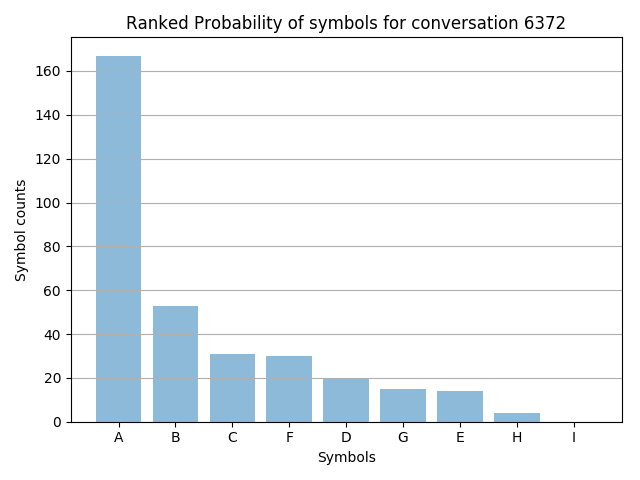 Ranked Probability of symbols for conversation 6372
Symbol counts
160
140
120
100
80
60
40
20
0
A B C F D G E H I
Symbols